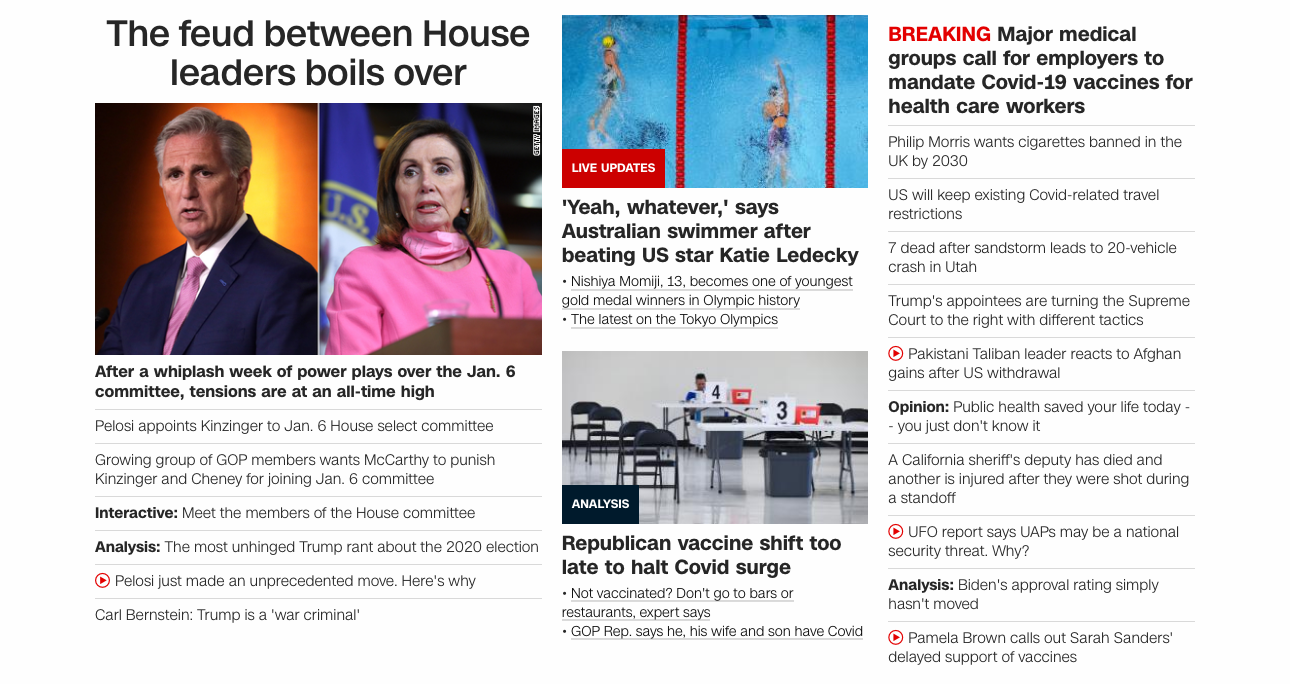 The feud between House
leaders boils over
GETTY IMAGES
U.S.
After a whiplash week of power plays over the Jan. 6
committee, tensions are at an all-time high
Pelosi appoints Kinzinger to Jan. 6 House select committee
Growing group of GOP members wants McCarthy to punish
Kinzinger and Cheney for joining Jan. 6 committee
Interactive: Meet the members of the House committee
Analysis: The most unhinged Trump rant about the 2020 election
Pelosi just made an unprecedented move. Here's why
Carl Bernstein: Trump is a 'war criminal'
LIVE UPDATES
'Yeah, whatever,' says
Australian swimmer after
beating US star Katie Ledecky
• Nishiya Momiji, 13, becomes one of youngest
gold medal winners in Olympic history
• The latest on the Tokyo Olympics
4
3
ANALYSIS
Republican vaccine shift too
late to halt Covid surge
• Not vaccinated? Don't go to bars or
restaurants, expert says
• GOP Rep. says he, his wife and son have Covid
BREAKING Major medical
groups call for employers to
mandate Covid-19 vaccines for
health care workers
Philip Morris wants cigarettes banned in the
UK by 2030
US will keep existing Covid-related travel
restrictions
7 dead after sandstorm leads to 20-vehicle
crash in Utah
Trump's appointees are turning the Supreme
Court to the right with different tactics
Pakistani Taliban leader reacts to Afghan
gains after US withdrawal
Opinion: Public health saved your life today -
- you just don't know it
A California sheriff's deputy has died and
another is injured after they were shot during
a standoff
UFO report says UAPs may be a national
security threat. Why?
Analysis: Biden's approval rating simply
hasn't moved
Pamela Brown calls out Sarah Sanders'
delayed support of vaccines